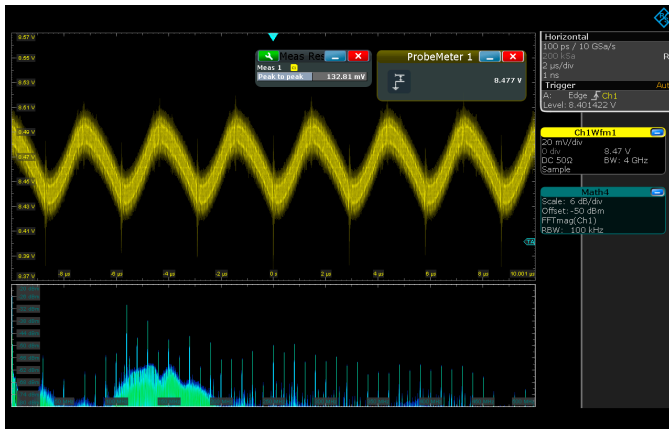 8.57 V
8.55 V
8.53 V
8.51 V
8.49 V
8.47 V
8.45 V
8.43 V
8.41 V
8.39 V
8.37 V
-8 µs
-6 µs
-4 µs
-2 µs
0 s
2 µs
4 µs
6 µs
8 µs
10.001 µs
TA
Meas Res
Meas 1
Peak to peak 132.81 mV
ProbeMeter 1
8.477 V
Horizontal
100 ps / 10 GSa/s
200 kSa R
2 µs/div
1 ns
Trigger Aut
A: Edge Ch1
Level: 8.401422 V
Ch1Wfm1
20 mV/div
0 div 8.47 V
DC 50Ω BW: 4 GHz
Sample
Math4
Scale: 6 dB/div
Offset: -50 dBm
FFTmag(Ch1)
RBW: 100 kHz